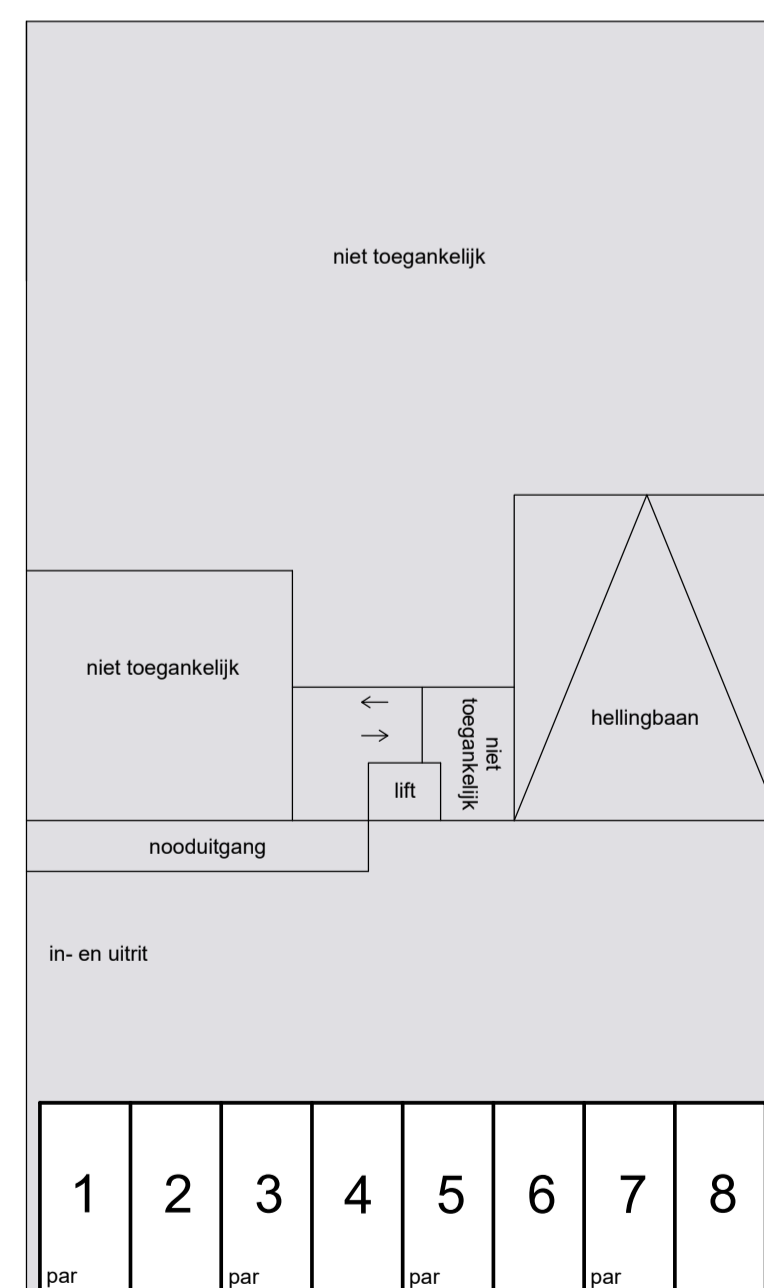 niet toegankelijk
niet toegankelijk
hellingbaan
niet
toegankelijk
lift
nooduitgang
in- en uitrit
1 2 3 4 5 6 7 8
par par par par